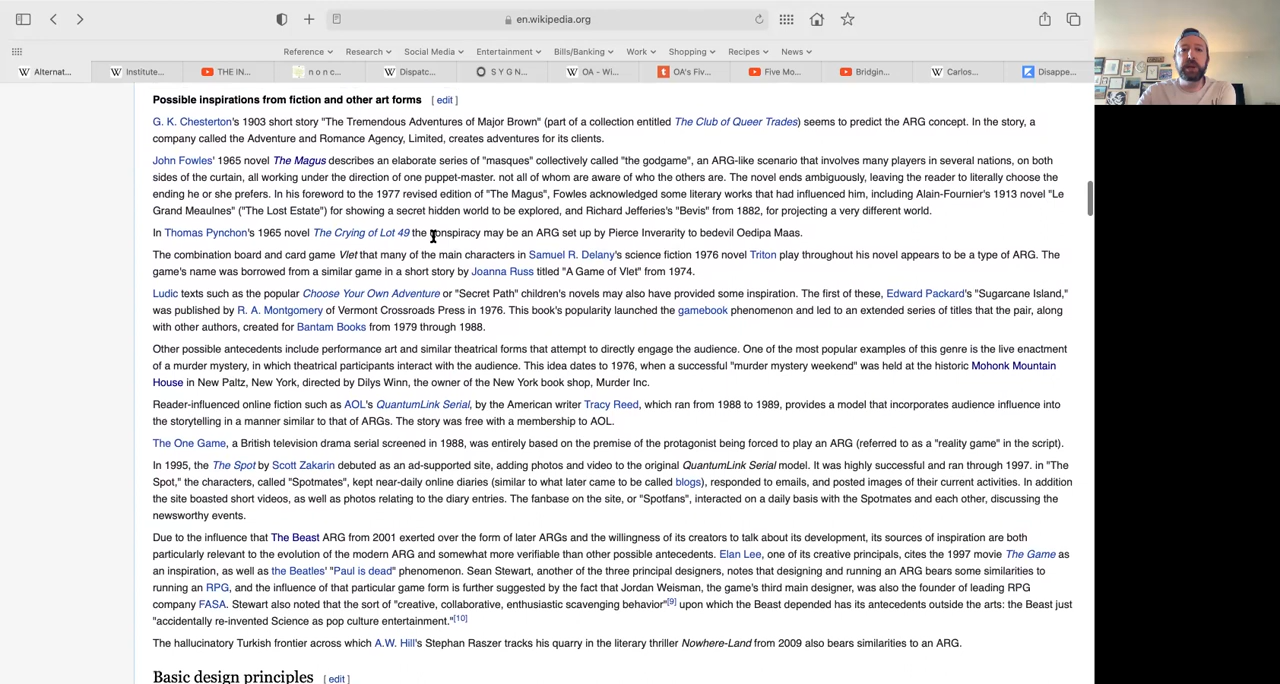 en.wikipedia.org
Reference
Research
Social Media
Entertainment
Bills/Banking
Work
Shopping
Recipes
News
W Alternat...
W Institute...
THE IN...
n o n c...
W Dispatc...
S Y G N...
W OA - Wi...
t OA's Fiv...
Five Mo...
Bridgin...
W Carlos...
Disappe...
Possible inspirations from fiction and other art forms [ edit ]
G. K. Chesterton's 1903 short story "The Tremendous Adventures of Major Brown" (part of a collection entitled The Club of Queer Trades) seems to predict the ARG concept. In the story, a
company called the Adventure and Romance Agency, Limited, creates adventures for its clients.
John Fowles' 1965 novel The Magus describes an elaborate series of "masques" collectively called "the godgame", an ARG-like scenario that involves many players in several nations, on both
sides of the curtain, all working under the direction of one puppet-master. not all of whom are aware of who the others are. The novel ends ambiguously, leaving the reader to literally choose the
ending he or she prefers. In his foreword to the 1977 revised edition of "The Magus", Fowles acknowledged some literary works that had influenced him, including Alain-Fournier's 1913 novel "Le
Grand Meaulnes" ("The Lost Estate") for showing a secret hidden world to be explored, and Richard Jefferies's "Bevis" from 1882, for projecting a very different world.
In Thomas Pynchon's 1965 novel The Crying of Lot 49 the conspiracy may be an ARG set up by Pierce Inverarity to bedevil Oedipa Maas.
The combination board and card game Vlet that many of the main characters in Samuel R. Delany's science fiction 1976 novel Triton play throughout his novel appears to be a type of ARG. The
game's name was borrowed from a similar game in a short story by Joanna Russ titled "A Game of Vlet" from 1974.
Ludic texts such as the popular Choose Your Own Adventure or "Secret Path" children's novels may also have provided some inspiration. The first of these, Edward Packard's "Sugarcane Island,"
was published by R. A. Montgomery of Vermont Crossroads Press in 1976. This book's popularity launched the gamebook phenomenon and led to an extended series of titles that the pair, along
with other authors, created for Bantam Books from 1979 through 1988.
Other possible antecedents include performance art and similar theatrical forms that attempt to directly engage the audience. One of the most popular examples of this genre is the live enactment
of a murder mystery, in which theatrical participants interact with the audience. This idea dates to 1976, when a successful "murder mystery weekend" was held at the historic Mohonk Mountain
House in New Paltz, New York, directed by Dilys Winn, the owner of the New York book shop, Murder Inc.
Reader-influenced online fiction such as AOL's QuantumLink Serial, by the American writer Tracy Reed, which ran from 1988 to 1989, provides a model that incorporates audience influence into
the storytelling in a manner similar to that of ARGs. The story was free with a membership to AOL.
The One Game, a British television drama serial screened in 1988, was entirely based on the premise of the protagonist being forced to play an ARG (referred to as a "reality game" in the script).
In 1995, the The Spot by Scott Zakarin debuted as an ad-supported site, adding photos and video to the original QuantumLink Serial model. It was highly successful and ran through 1997. in "The
Spot," the characters, called "Spotmates", kept near-daily online diaries (similar to what later came to be called blogs), responded to emails, and posted images of their current activities. In addition
the site boasted short videos, as well as photos relating to the diary entries. The fanbase on the site, or "Spotfans", interacted on a daily basis with the Spotmates and each other, discussing the
newsworthy events.
Due to the influence that The Beast ARG from 2001 exerted over the form of later ARGs and the willingness of its creators to talk about its development, its sources of inspiration are both
particularly relevant to the evolution of the modern ARG and somewhat more verifiable than other possible antecedents. Elan Lee, one of its creative principals, cites the 1997 movie The Game as
an inspiration, as well as the Beatles' "Paul is dead" phenomenon. Sean Stewart, another of the three principal designers, notes that designing and running an ARG bears some similarities to
running an RPG, and the influence of that particular game form is further suggested by the fact that Jordan Weisman, the game's third main designer, was also the founder of leading RPG
company FASA. Stewart also noted that the sort of "creative, collaborative, enthusiastic scavenging behavior"[9] upon which the Beast depended has its antecedents outside the arts: the Beast just
"accidentally re-invented Science as pop culture entertainment."[10]
The hallucinatory Turkish frontier across which A.W. Hill's Stephan Raszer tracks his quarry in the literary thriller Nowhere-Land from 2009 also bears similarities to an ARG.
Basic design principles [ edit ]